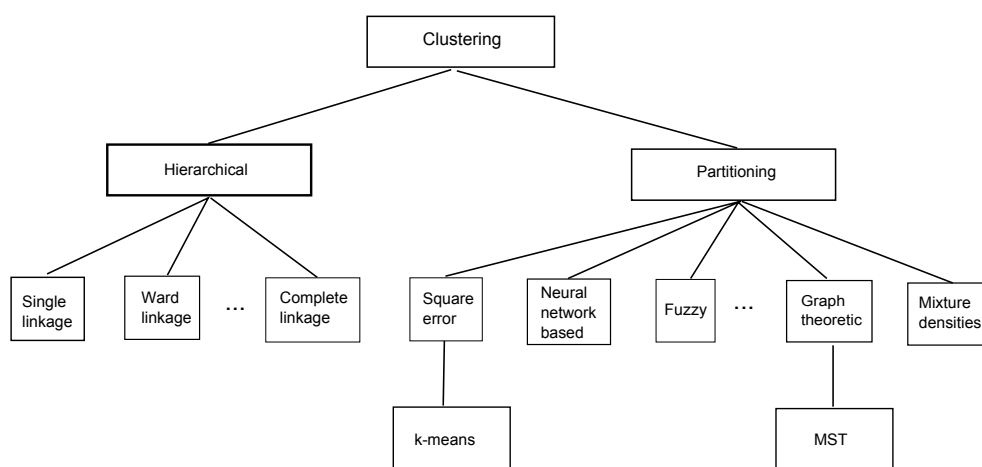 Clustering
Hierarchical
Partitioning
Single
linkage
Ward
linkage
...
Complete
linkage
Square
error
Neural
network
based
Fuzzy
...
Graph
theoretic
Mixture
densities
k-means
MST